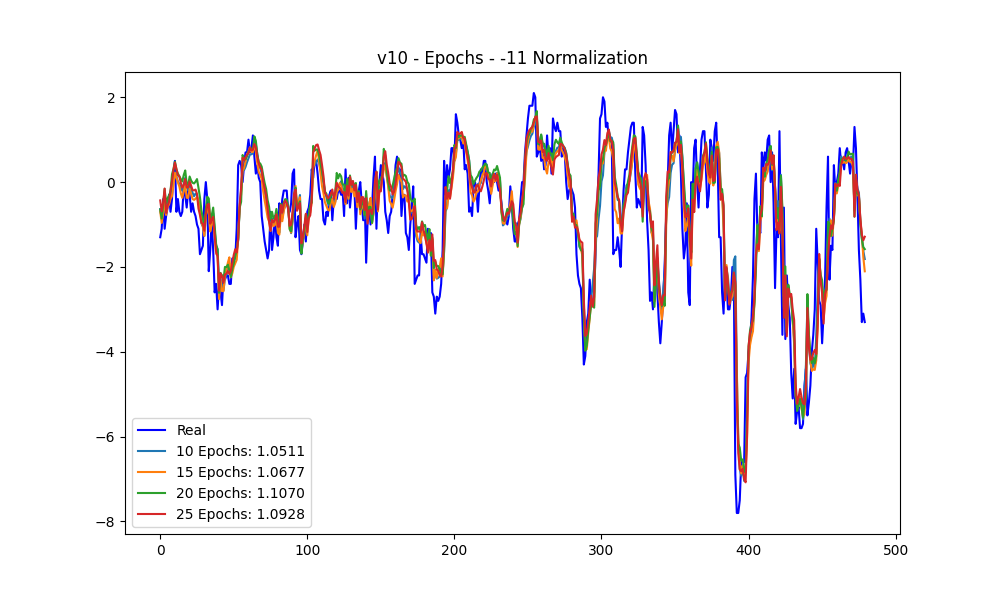 v10 - Epochs - -11 Normalization
2
0
−2
−4
−6
−8
Real
10 Epochs: 1.0511
15 Epochs: 1.0677
20 Epochs: 1.1070
25 Epochs: 1.0928
0 100 200 300 400 500